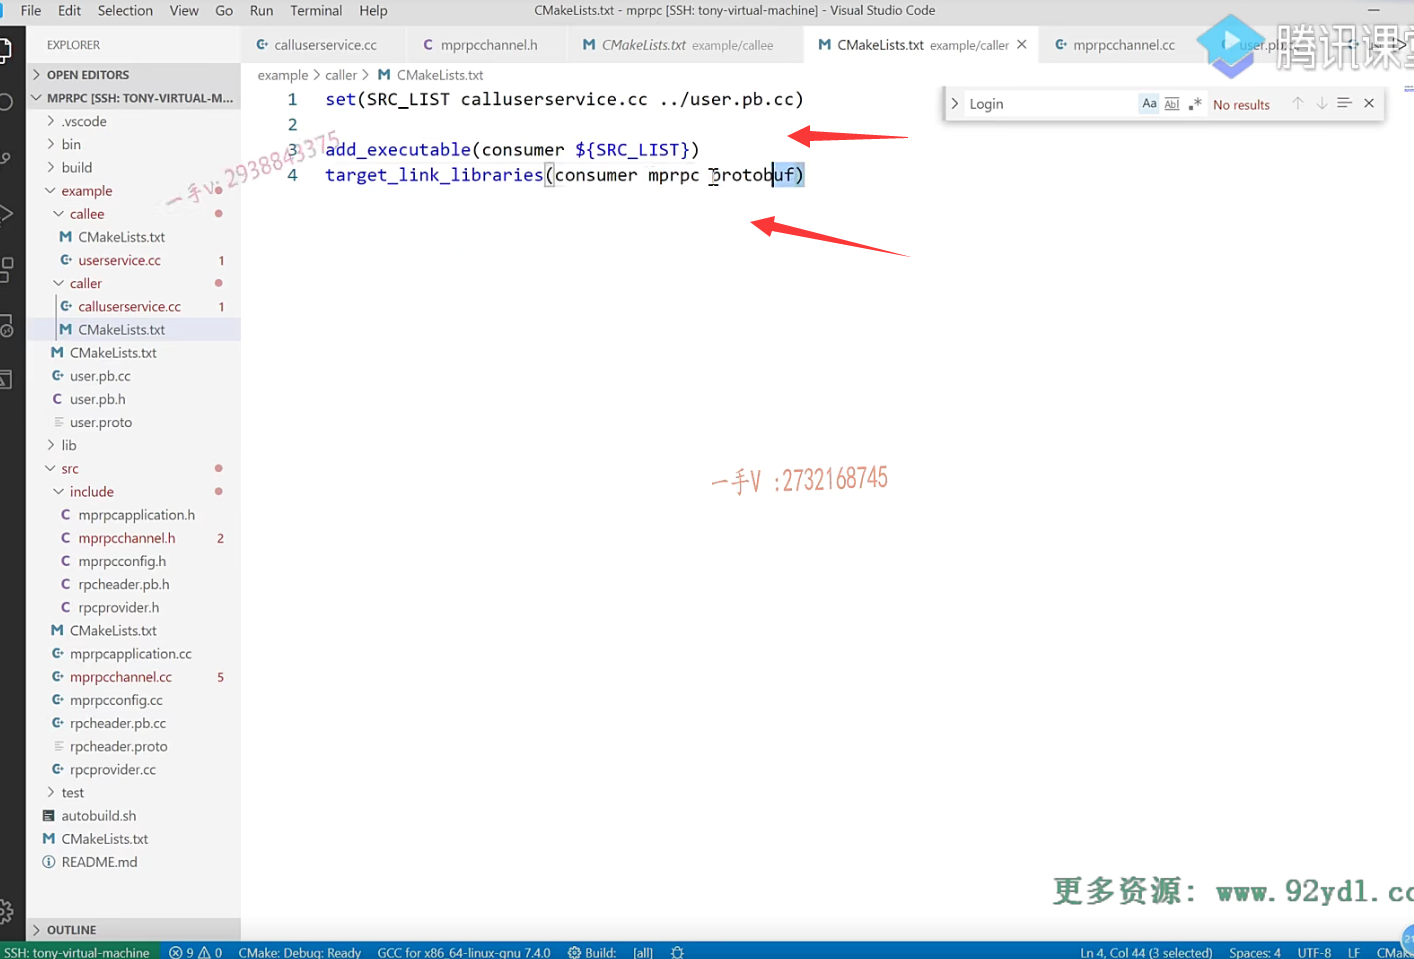 File Edit Selection View Go Run Terminal Help
CMakeLists.txt - mprpc [SSH: tony-virtual-machine] - Visual Studio Code
EXPLORER
calluserservice.cc
mprpcchannel.h
CMakeLists.txt example/callee
CMakeLists.txt example/caller
mprpcchannel.cc
腾讯课堂
OPEN EDITORS
MPRPC [SSH: TONY-VIRTUAL-M...
.vscode
bin
build
example
callee
CMakeLists.txt
userservice.cc 1
caller
calluserservice.cc 1
CMakeLists.txt
CMakeLists.txt
user.pb.cc
user.pb.h
user.proto
lib
src
include
mprpcapplication.h
mprpcchannel.h 2
mprpcconfig.h
rpcheader.pb.h
rpcprovider.h
CMakeLists.txt
mprpcapplication.cc
mprpcchannel.cc 5
mprpcconfig.cc
rpcheader.pb.cc
rpcheader.proto
rpcprovider.cc
test
autobuild.sh
CMakeLists.txt
README.md
OUTLINE
example > caller > CMakeLists.txt
1 set(SRC_LIST calluserservice.cc ../user.pb.cc)
2
3 add_executable(consumer ${SRC_LIST})
4 target_link_libraries(consumer mprpc protobuf)
Login Aa Abl .* No results
一手V: 2938843375
一手V :2732168745
更多资源: www.92ydl.co
SSH: tony-virtual-machine 9 0 CMake: Debug: Ready GCC for x86_64-linux-gnu 7.4.0 Build: [all] Ln 4, Col 44 (3 selected) Spaces: 4 UTF-8 LF CMak